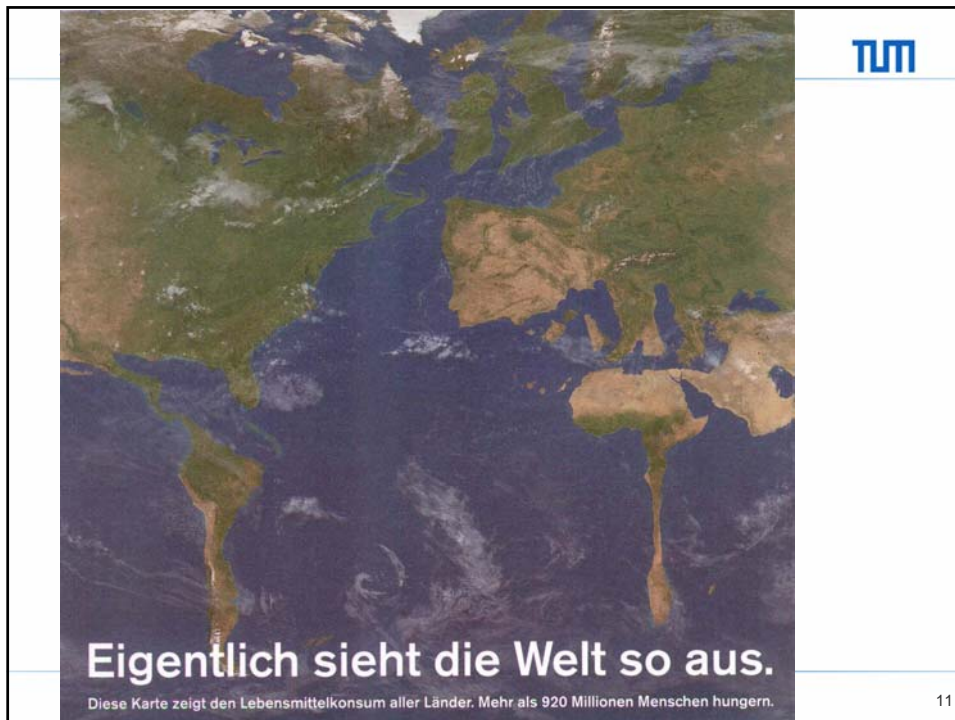 TUM
Eigentlich sieht die Welt so aus.
Diese Karte zeigt den Lebensmittelkonsum aller Länder. Mehr als 920 Millionen Menschen hungern.
11